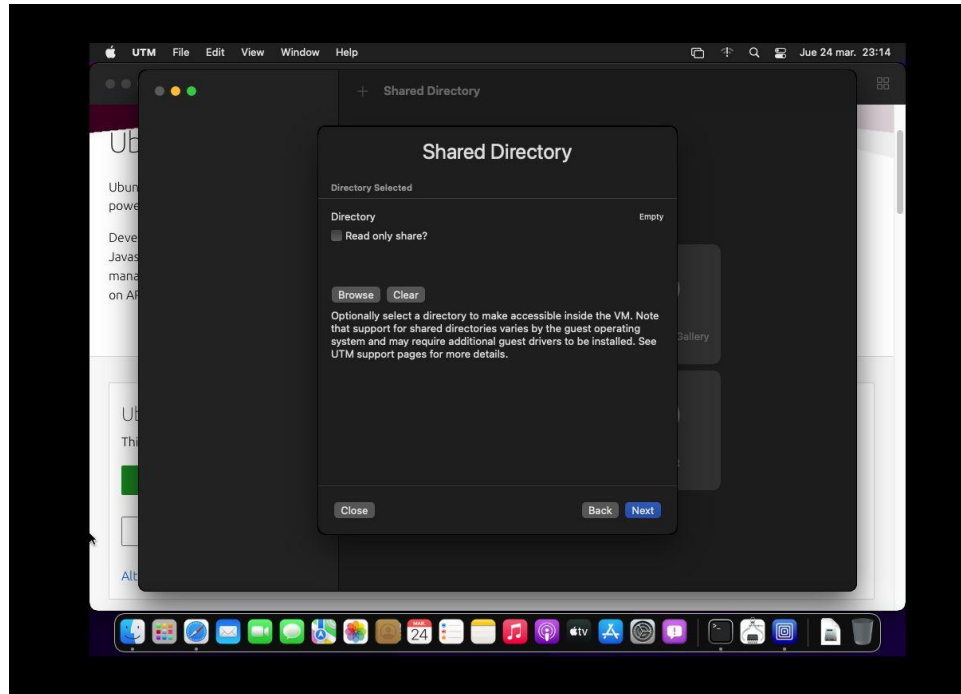 UTM File Edit View Window Help
Jue 24 mar. 23:14
+ Shared Directory
Shared Directory
Directory Selected
Directory
Empty
Read only share?
Browse Clear
Optionally select a directory to make accessible inside the VM. Note
that support for shared directories varies by the guest operating
system and may require additional guest drivers to be installed. See
UTM support pages for more details.
Close Back Next
Gallery
Ub
Ubun
powe
Deve
Javas
mana
on AR
Ub
Thi
Alt
MAR.
24
tv